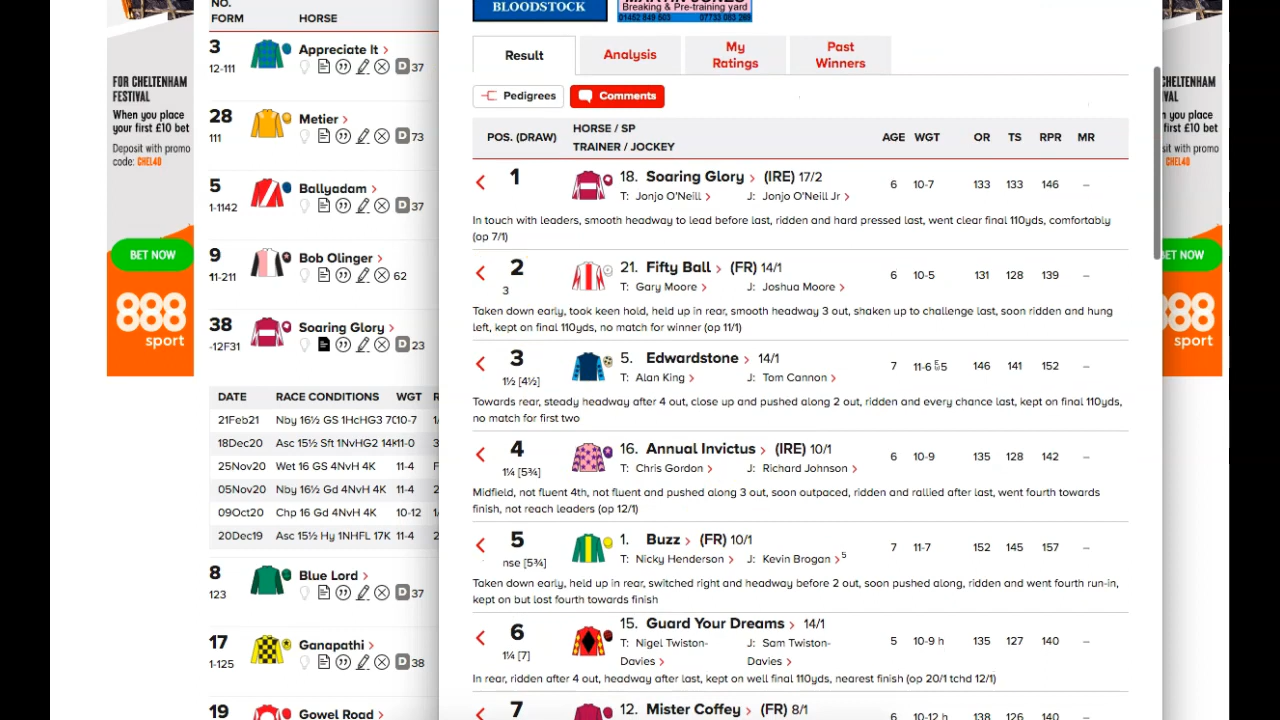 FOR CHELTENHAM
FESTIVAL
When you place
your first £10 bet
Deposit with promo
code: CHEL40
BET NOW
888
sport
NO.
FORM HORSE
3 Appreciate It
12-111 D 37
28 Metier
111 D 73
5 Ballyadam
1-1142 D 37
9 Bob Olinger
11-211 62
38 Soaring Glory
-12F31 D 23
DATE RACE CONDITIONS WGT
21Feb21 Nby 16½ GS 1HcHG3 7C 10-7 1/
18Dec20 Asc 15½ Sft 1NvHG2 14K 11-0 3
25Nov20 Wet 16 GS 4NvH 4K 11-4 F
05Nov20 Nby 16½ Gd 4NvH 4K 11-4 2
09Oct20 Chp 16 Gd 4NvH 4K 10-12 1/
20Dec19 Asc 15½ Hy 1NHFL 17K 11-4 2
8 Blue Lord
123 D 37
17 Ganapathi
1-125 D 38
19 Gowel Road
BLOODSTOCK
Breaking & Pre-training yard
01452 849 503 07733 083 269
Result Analysis My Ratings Past Winners
Pedigrees Comments
POS. (DRAW) HORSE / SP AGE WGT OR TS RPR MR
TRAINER / JOCKEY
1 18. Soaring Glory (IRE) 17/2 6 10-7 133 133 146 –
T: Jonjo O'Neill J: Jonjo O'Neill Jr
In touch with leaders, smooth headway to lead before last, ridden and hard pressed last, went clear final 110yds, comfortably
(op 7/1)
2 21. Fifty Ball (FR) 14/1 6 10-5 131 128 139 –
3 T: Gary Moore J: Joshua Moore
Taken down early, took keen hold, held up in rear, smooth headway 3 out, shaken up to challenge last, soon ridden and hung
left, kept on final 110yds, no match for winner (op 11/1)
3 5. Edwardstone 14/1 7 11-6 5 5 146 141 152 –
1½ [4½] T: Alan King J: Tom Cannon
Towards rear, steady headway after 4 out, close up and pushed along 2 out, ridden and every chance last, kept on final 110yds,
no match for first two
4 16. Annual Invictus (IRE) 10/1 6 10-9 135 128 142 –
1¼ [5¾] T: Chris Gordon J: Richard Johnson
Midfield, not fluent 4th, not fluent and pushed along 3 out, soon outpaced, ridden and rallied after last, went fourth towards
finish, not reach leaders (op 12/1)
5 1. Buzz (FR) 10/1 7 11-7 152 145 157 –
nse [5¾] T: Nicky Henderson J: Kevin Brogan 5
Taken down early, held up in rear, switched right and headway before 2 out, soon pushed along, ridden and went fourth run-in,
kept on but lost fourth towards finish
6 15. Guard Your Dreams 14/1 5 10-9 h 135 127 140 –
1¼ [7] T: Nigel Twiston-Davies J: Sam Twiston-Davies
In rear, ridden after 4 out, headway after last, kept on well final 110yds, nearest finish (op 20/1 tchd 12/1)
7 12. Mister Coffey (FR) 8/1 6 10-12 h 138 126 140 –
CHELTENHAM
BET NOW
888
sport